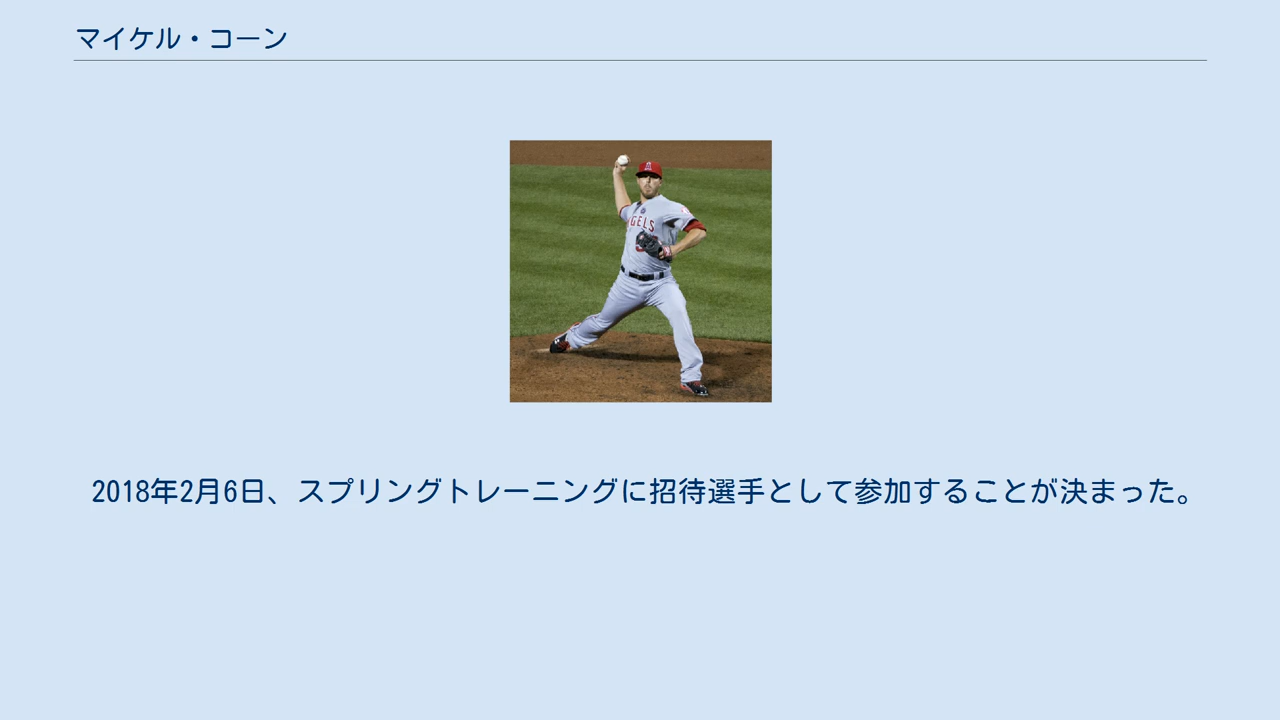 マイケル・コーン
GELS
2018年2月6日、スプリングトレーニングに招待選手として参加することが決まった。